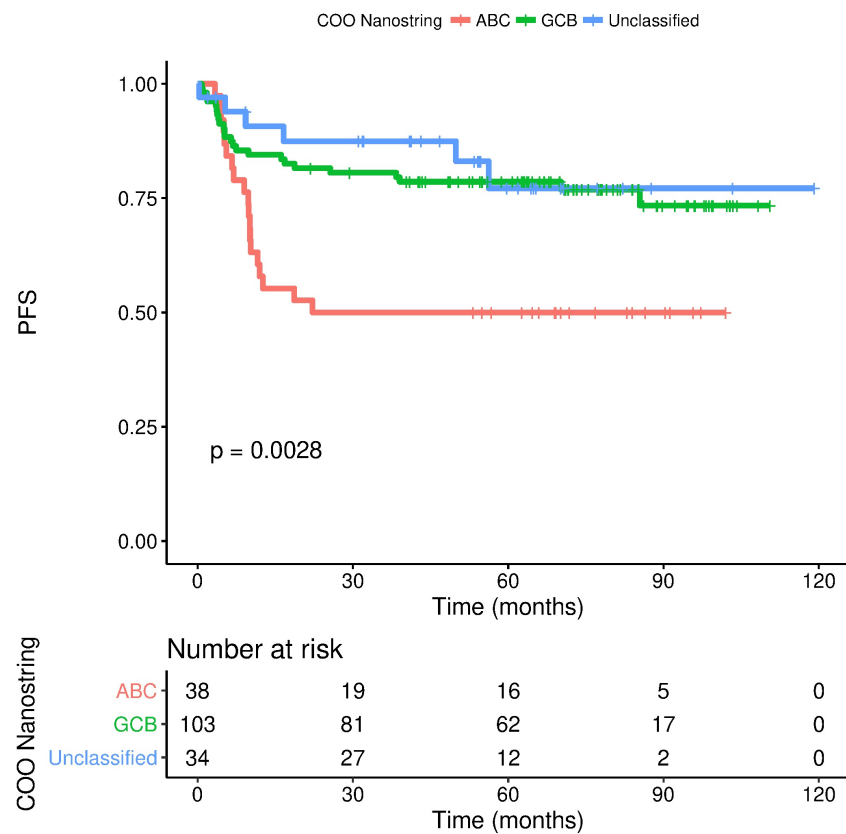 COO Nanostring ABC GCB Unclassified
1.00
0.75
0.50
0.25
0.00
PFS
p = 0.0028
0 30 60 90 120
Time (months)
Number at risk
COO Nanostring
ABC 38 19 16 5 0
GCB 103 81 62 17 0
Unclassified 34 27 12 2 0
0 30 60 90 120
Time (months)